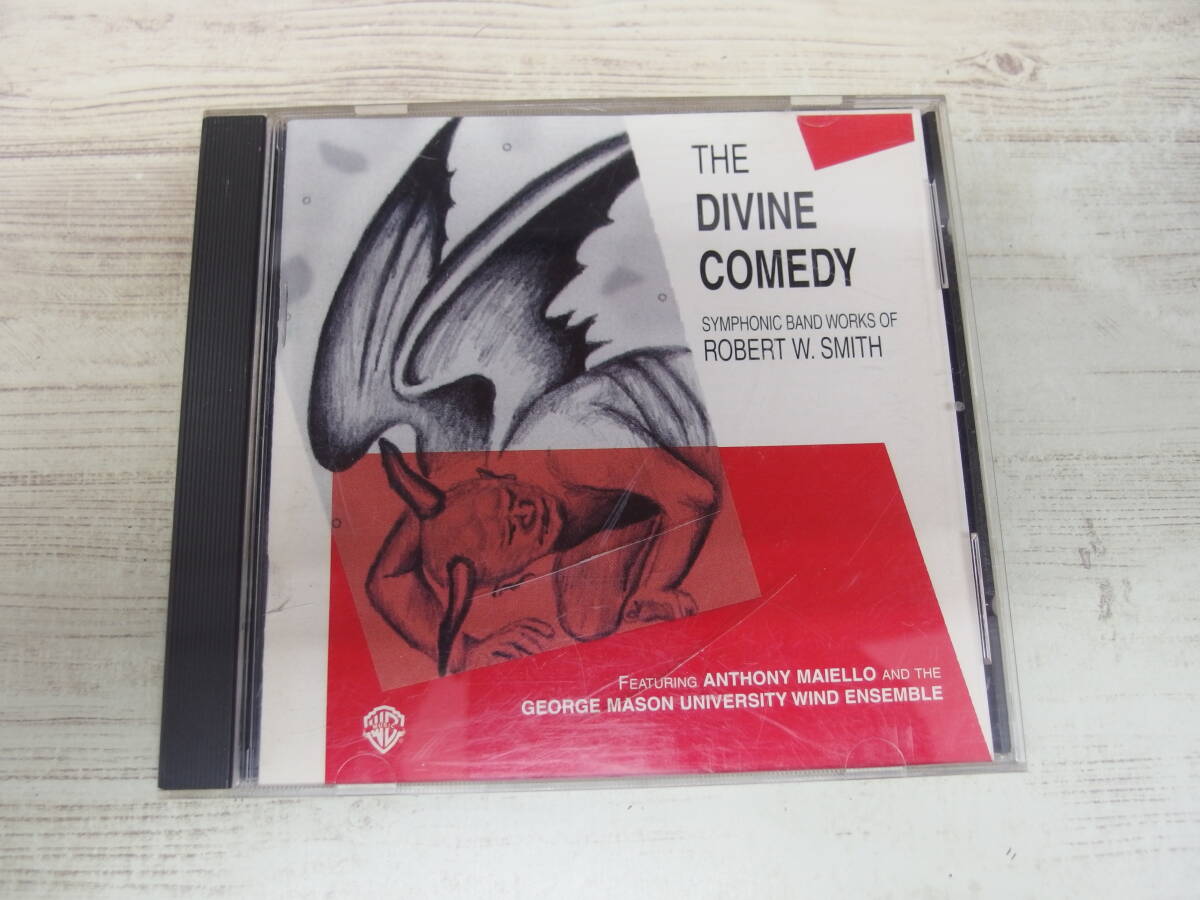 THE
DIVINE
COMEDY
SYMPHONIC BAND WORKS OF
ROBERT W. SMITH
FEATURING ANTHONY MAIELLO AND THE
GEORGE MASON UNIVERSITY WIND ENSEMBLE
MUSIC
®